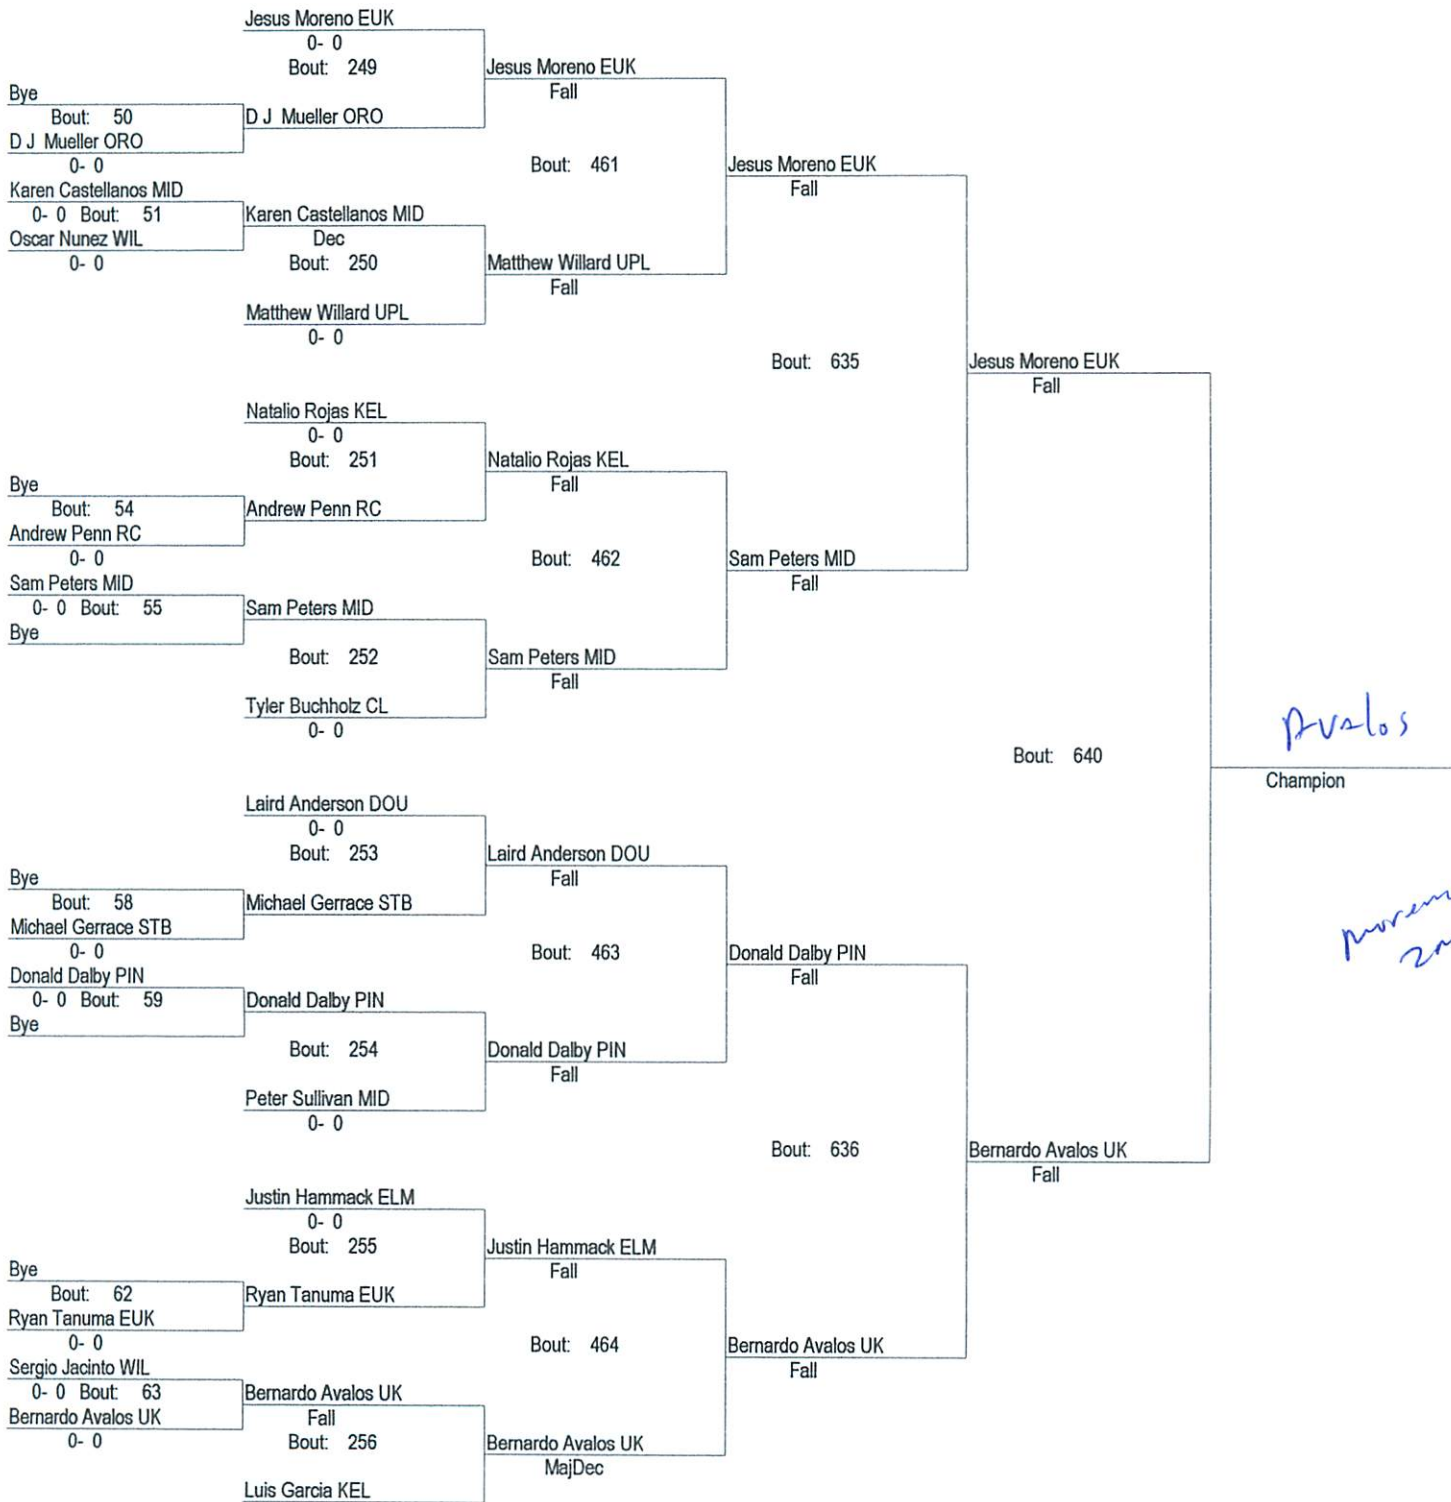 Jesus Moreno EUK
0- 0
Bout: 249
Jesus Moreno EUK
Fall
Bye
Bout: 50
D J Mueller ORO
D J Mueller ORO
0- 0
Bout: 461
Jesus Moreno EUK
Fall
Karen Castellanos MID
0- 0 Bout: 51
Karen Castellanos MID
Dec
Oscar Nunez WIL
0- 0
Bout: 250
Matthew Willard UPL
Fall
Matthew Willard UPL
0- 0
Bout: 635
Jesus Moreno EUK
Fall
Natalio Rojas KEL
0- 0
Bout: 251
Natalio Rojas KEL
Fall
Bye
Bout: 54
Andrew Penn RC
Andrew Penn RC
0- 0
Bout: 462
Sam Peters MID
Fall
Sam Peters MID
0- 0 Bout: 55
Sam Peters MID
Bye
Bout: 252
Sam Peters MID
Fall
Tyler Buchholz CL
0- 0
Bout: 640
Avalos
Champion
Laird Anderson DOU
0- 0
Bout: 253
Laird Anderson DOU
Fall
Bye
Bout: 58
Michael Gerrace STB
Michael Gerrace STB
0- 0
Bout: 463
Donald Dalby PIN
Fall
Donald Dalby PIN
0- 0 Bout: 59
Donald Dalby PIN
Bye
Bout: 254
Donald Dalby PIN
Fall
Peter Sullivan MID
0- 0
Bout: 636
Bernardo Avalos UK
Fall
Justin Hammack ELM
0- 0
Bout: 255
Justin Hammack ELM
Fall
Bye
Bout: 62
Ryan Tanuma EUK
Ryan Tanuma EUK
0- 0
Bout: 464
Bernardo Avalos UK
Fall
Sergio Jacinto WIL
0- 0 Bout: 63
Bernardo Avalos UK
Fall
Bernardo Avalos UK
0- 0
Bout: 256
Bernardo Avalos UK
MajDec
Luis Garcia KEL